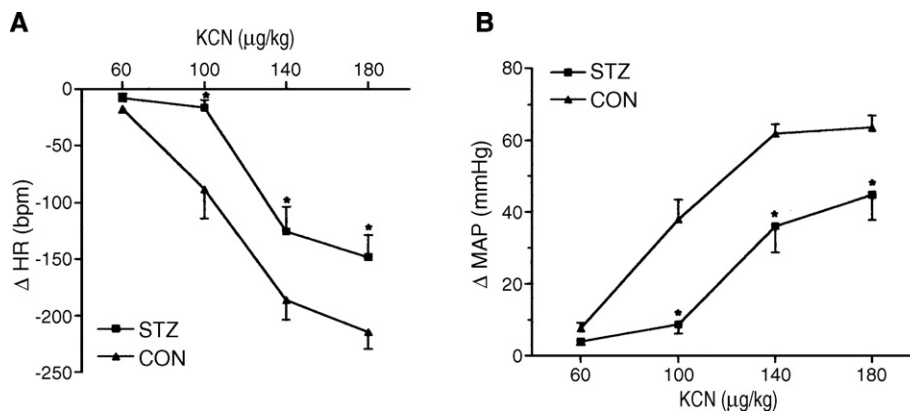 A
KCN (μg/kg)
60 100 140 180
0
-50
-100
-150
-200
-250
Δ HR (bpm)
*
*
*
STZ
CON
B
80
60
40
20
0
Δ MAP (mmHg)
STZ
CON
*
*
*
60 100 140 180
KCN (μg/kg)